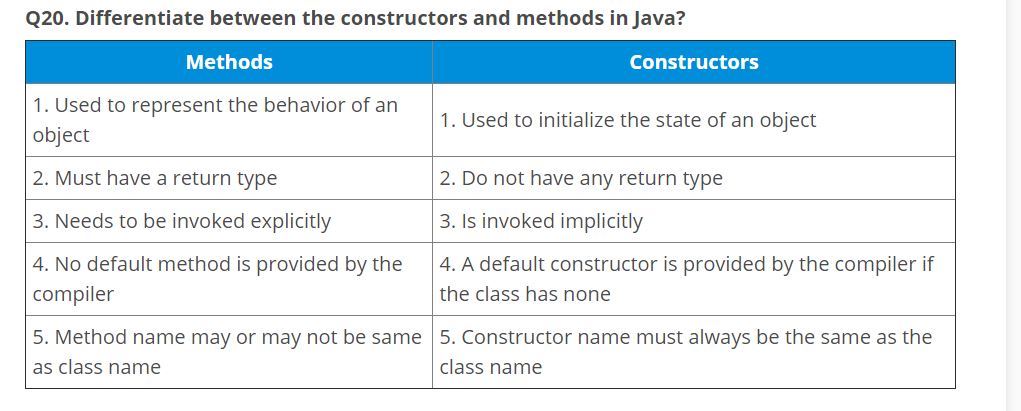 Q20. Differentiate between the constructors and methods in Java?
Methods
Constructors
1. Used to represent the behavior of an
object
1. Used to initialize the state of an object
2. Must have a return type
2. Do not have any return type
3. Needs to be invoked explicitly
3. Is invoked implicitly
4. No default method is provided by the
compiler
4. A default constructor is provided by the compiler if
the class has none
5. Method name may or may not be same
as class name
5. Constructor name must always be the same as the
class name